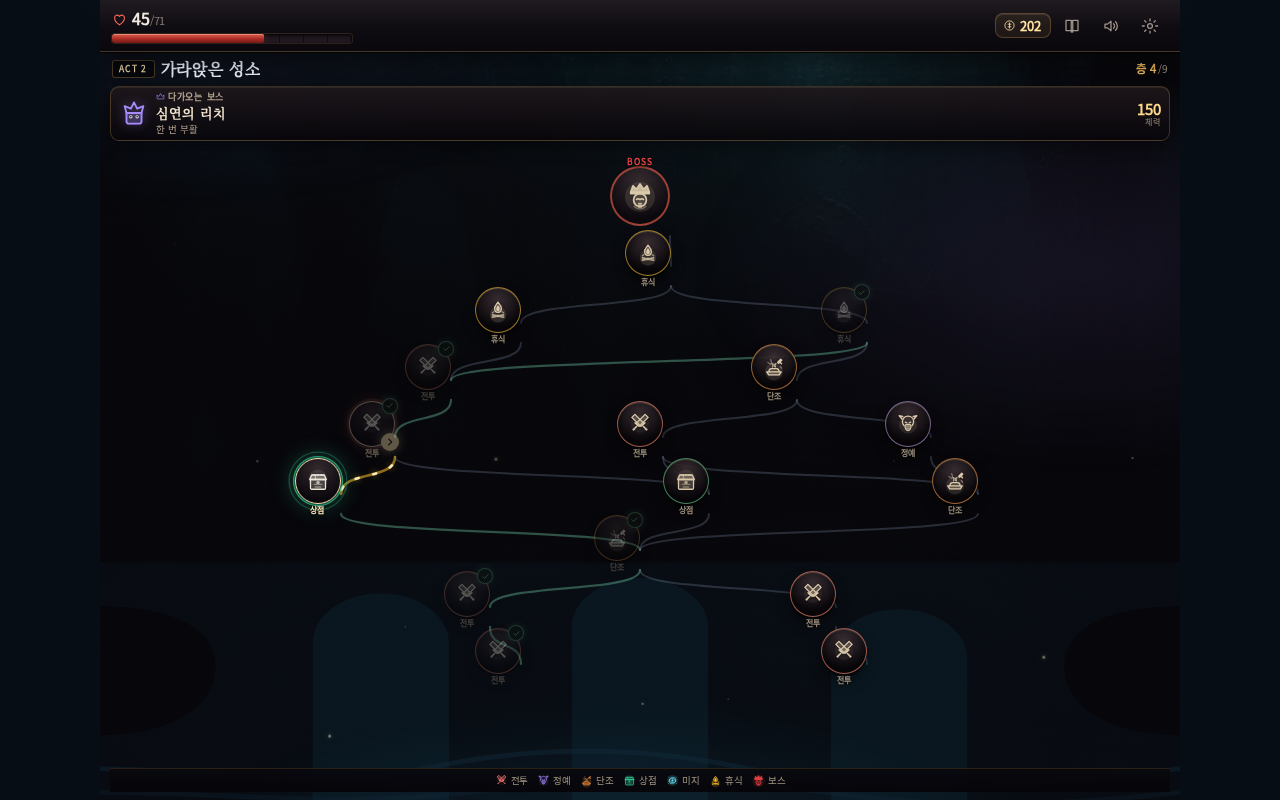 45/71
202
ACT 2 가라앉은 성소
층 4/9
다가오는 보스
심연의 리치
한 번 부활
150
체력
BOSS
휴식
휴식
휴식
전투
단조
전투
전투
정예
상점
상점
단조
단조
전투
전투
전투
전투
전투 정예 단조 상점 미지 휴식 보스